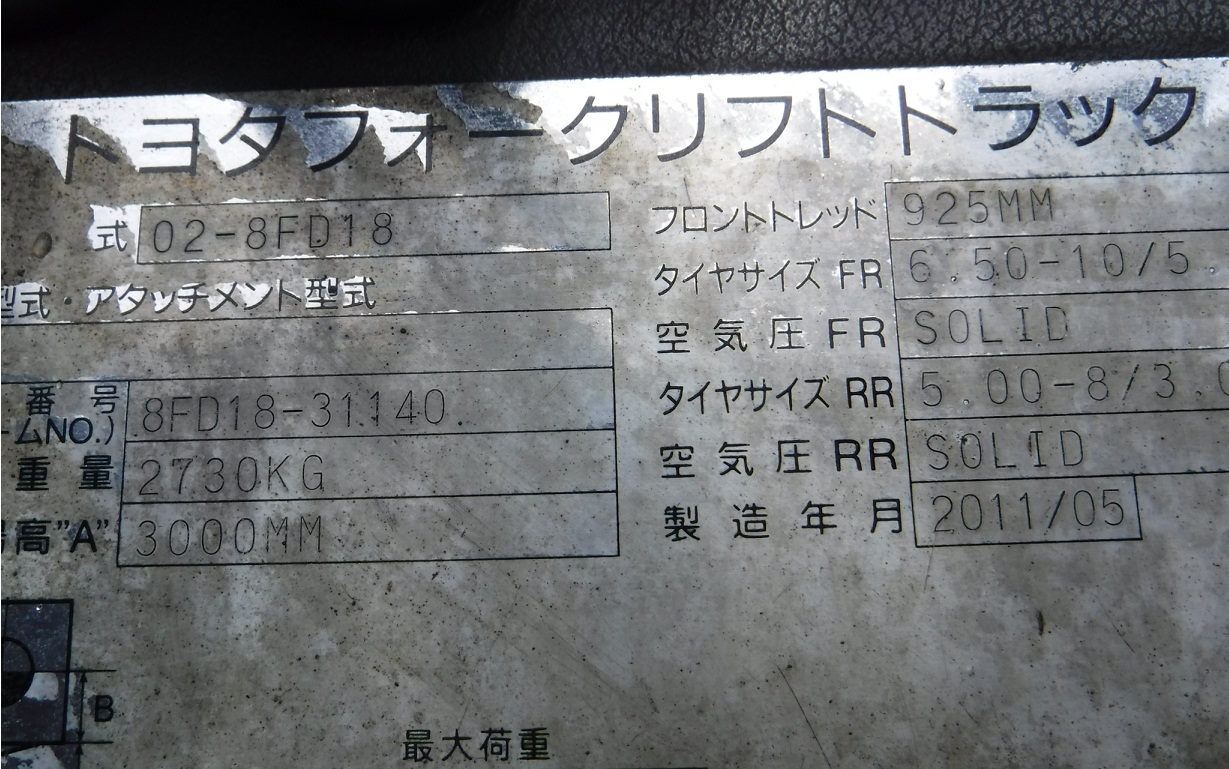 トヨタフォークリフトトラック
式 02-8FD18
型式・アタッチメント型式
番号 8FD18-31140
ームNO.)
重量 2730KG
高"A" 3000MM
フロントトレッド 925MM
タイヤサイズ FR 6.50-10/5.
空気圧 FR SOLID
タイヤサイズ RR 5.00-8/3.
空気圧 RR SOLID
製造年月 2011/05
B
最大荷重